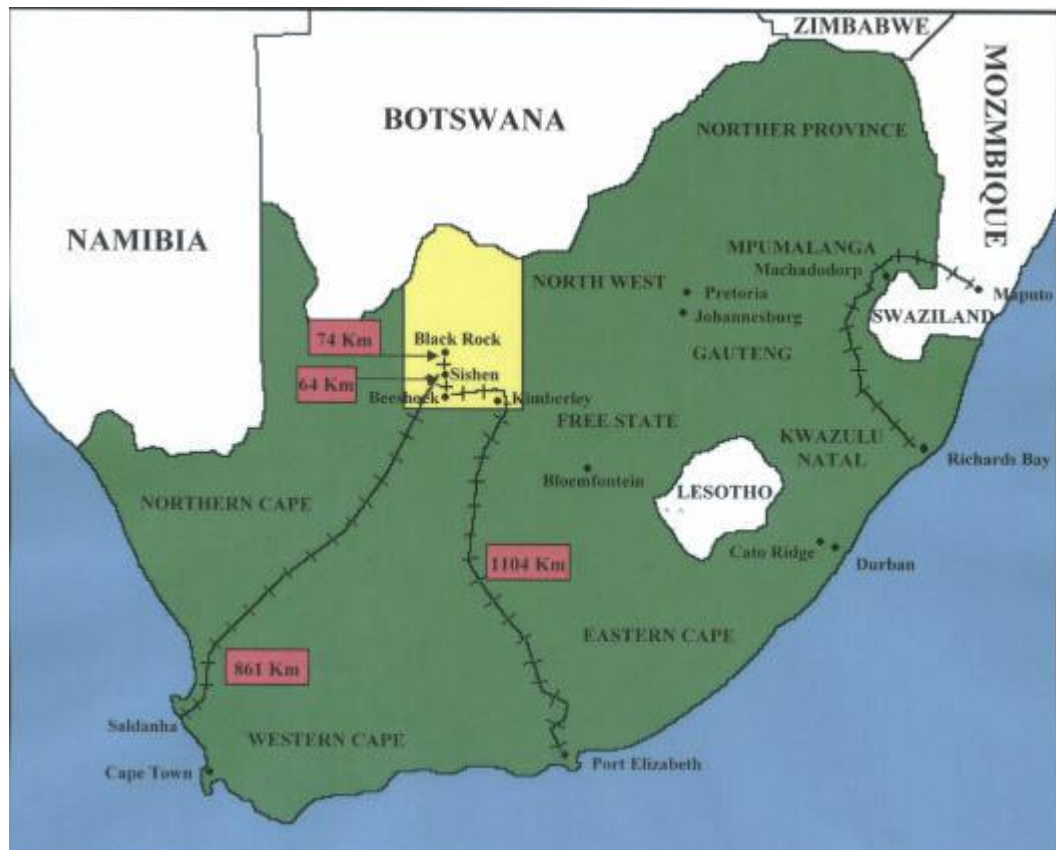 ZIMBABWE
MOZMBIQUE
BOTSWANA
NORTHER PROVINCE
NAMIBIA
MPUMALANGA
Machadodorp
NORTH WEST
Pretoria
Maputo
SWAZILAND
Johannesburg
74 Km
Black Rock
GAUTENG
Sishen
64 Km
Beeshoek
Kimberley
FREE STATE
KWAZULU
NATAL
Richards Bay
Bloemfontein
LESOTHO
NORTHERN CAPE
Cato Ridge
Durban
1104 Km
EASTERN CAPE
861 Km
Saldanha
WESTERN CAPE
Cape Town
Port Elizabeth